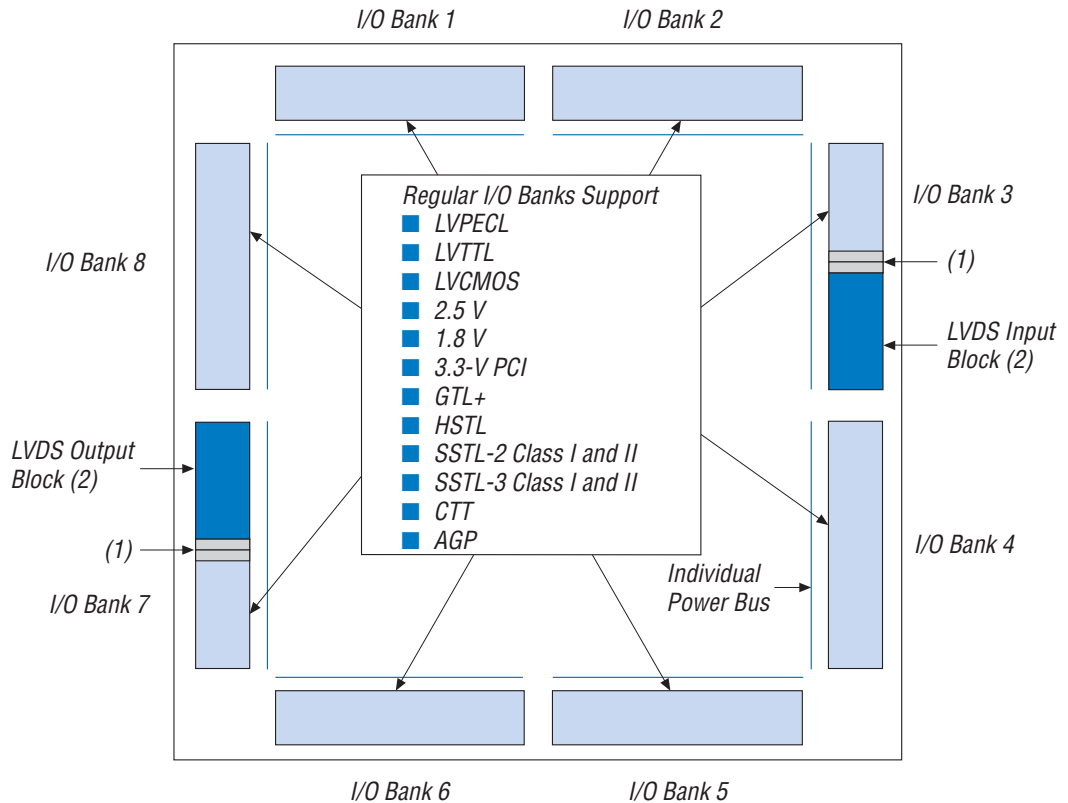 I/O Bank 1
I/O Bank 2
Regular I/O Banks Support
LVPECL
LVTTL
LVCMOS
2.5 V
1.8 V
3.3-V PCI
GTL+
HSTL
SSTL-2 Class I and II
SSTL-3 Class I and II
CTT
AGP
I/O Bank 3
(1)
LVDS Input
Block (2)
I/O Bank 8
LVDS Output
Block (2)
(1)
I/O Bank 7
I/O Bank 4
Individual
Power Bus
I/O Bank 6
I/O Bank 5